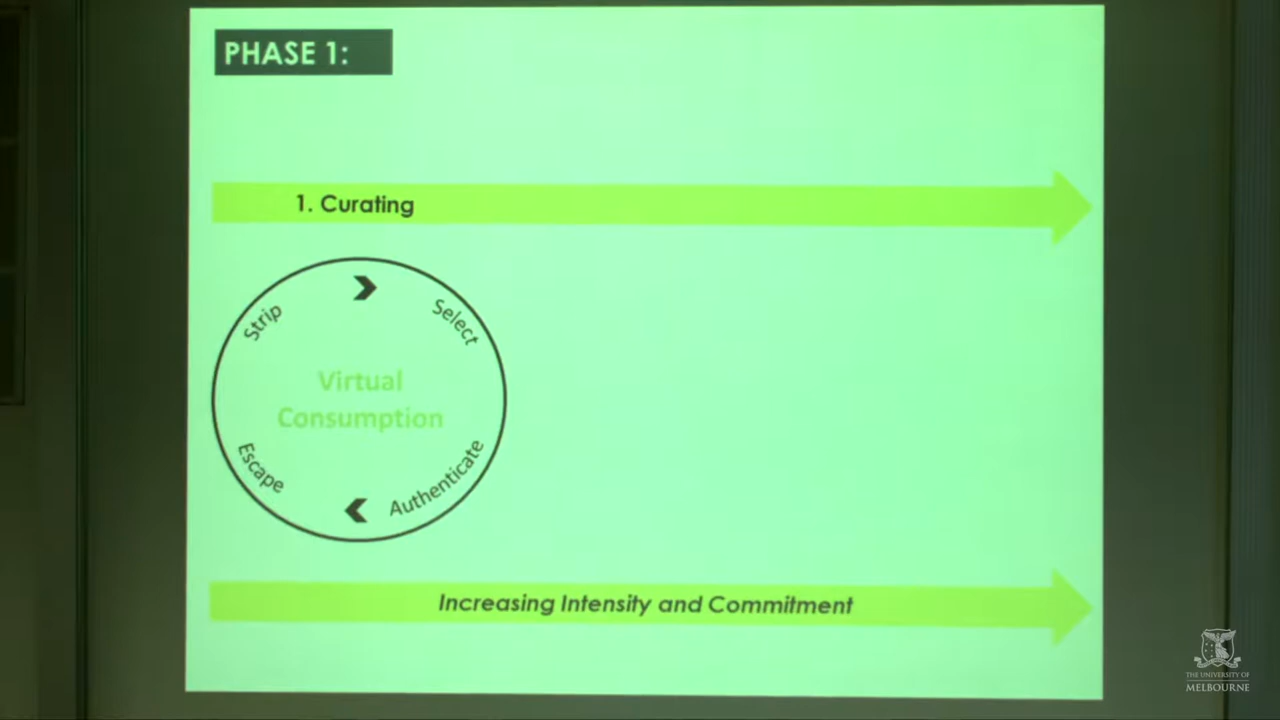 PHASE 1:
1. Curating
Strip
Select
Virtual
Consumption
Escape
Authenticate
Increasing Intensity and Commitment
THE UNIVERSITY OF
MELBOURNE